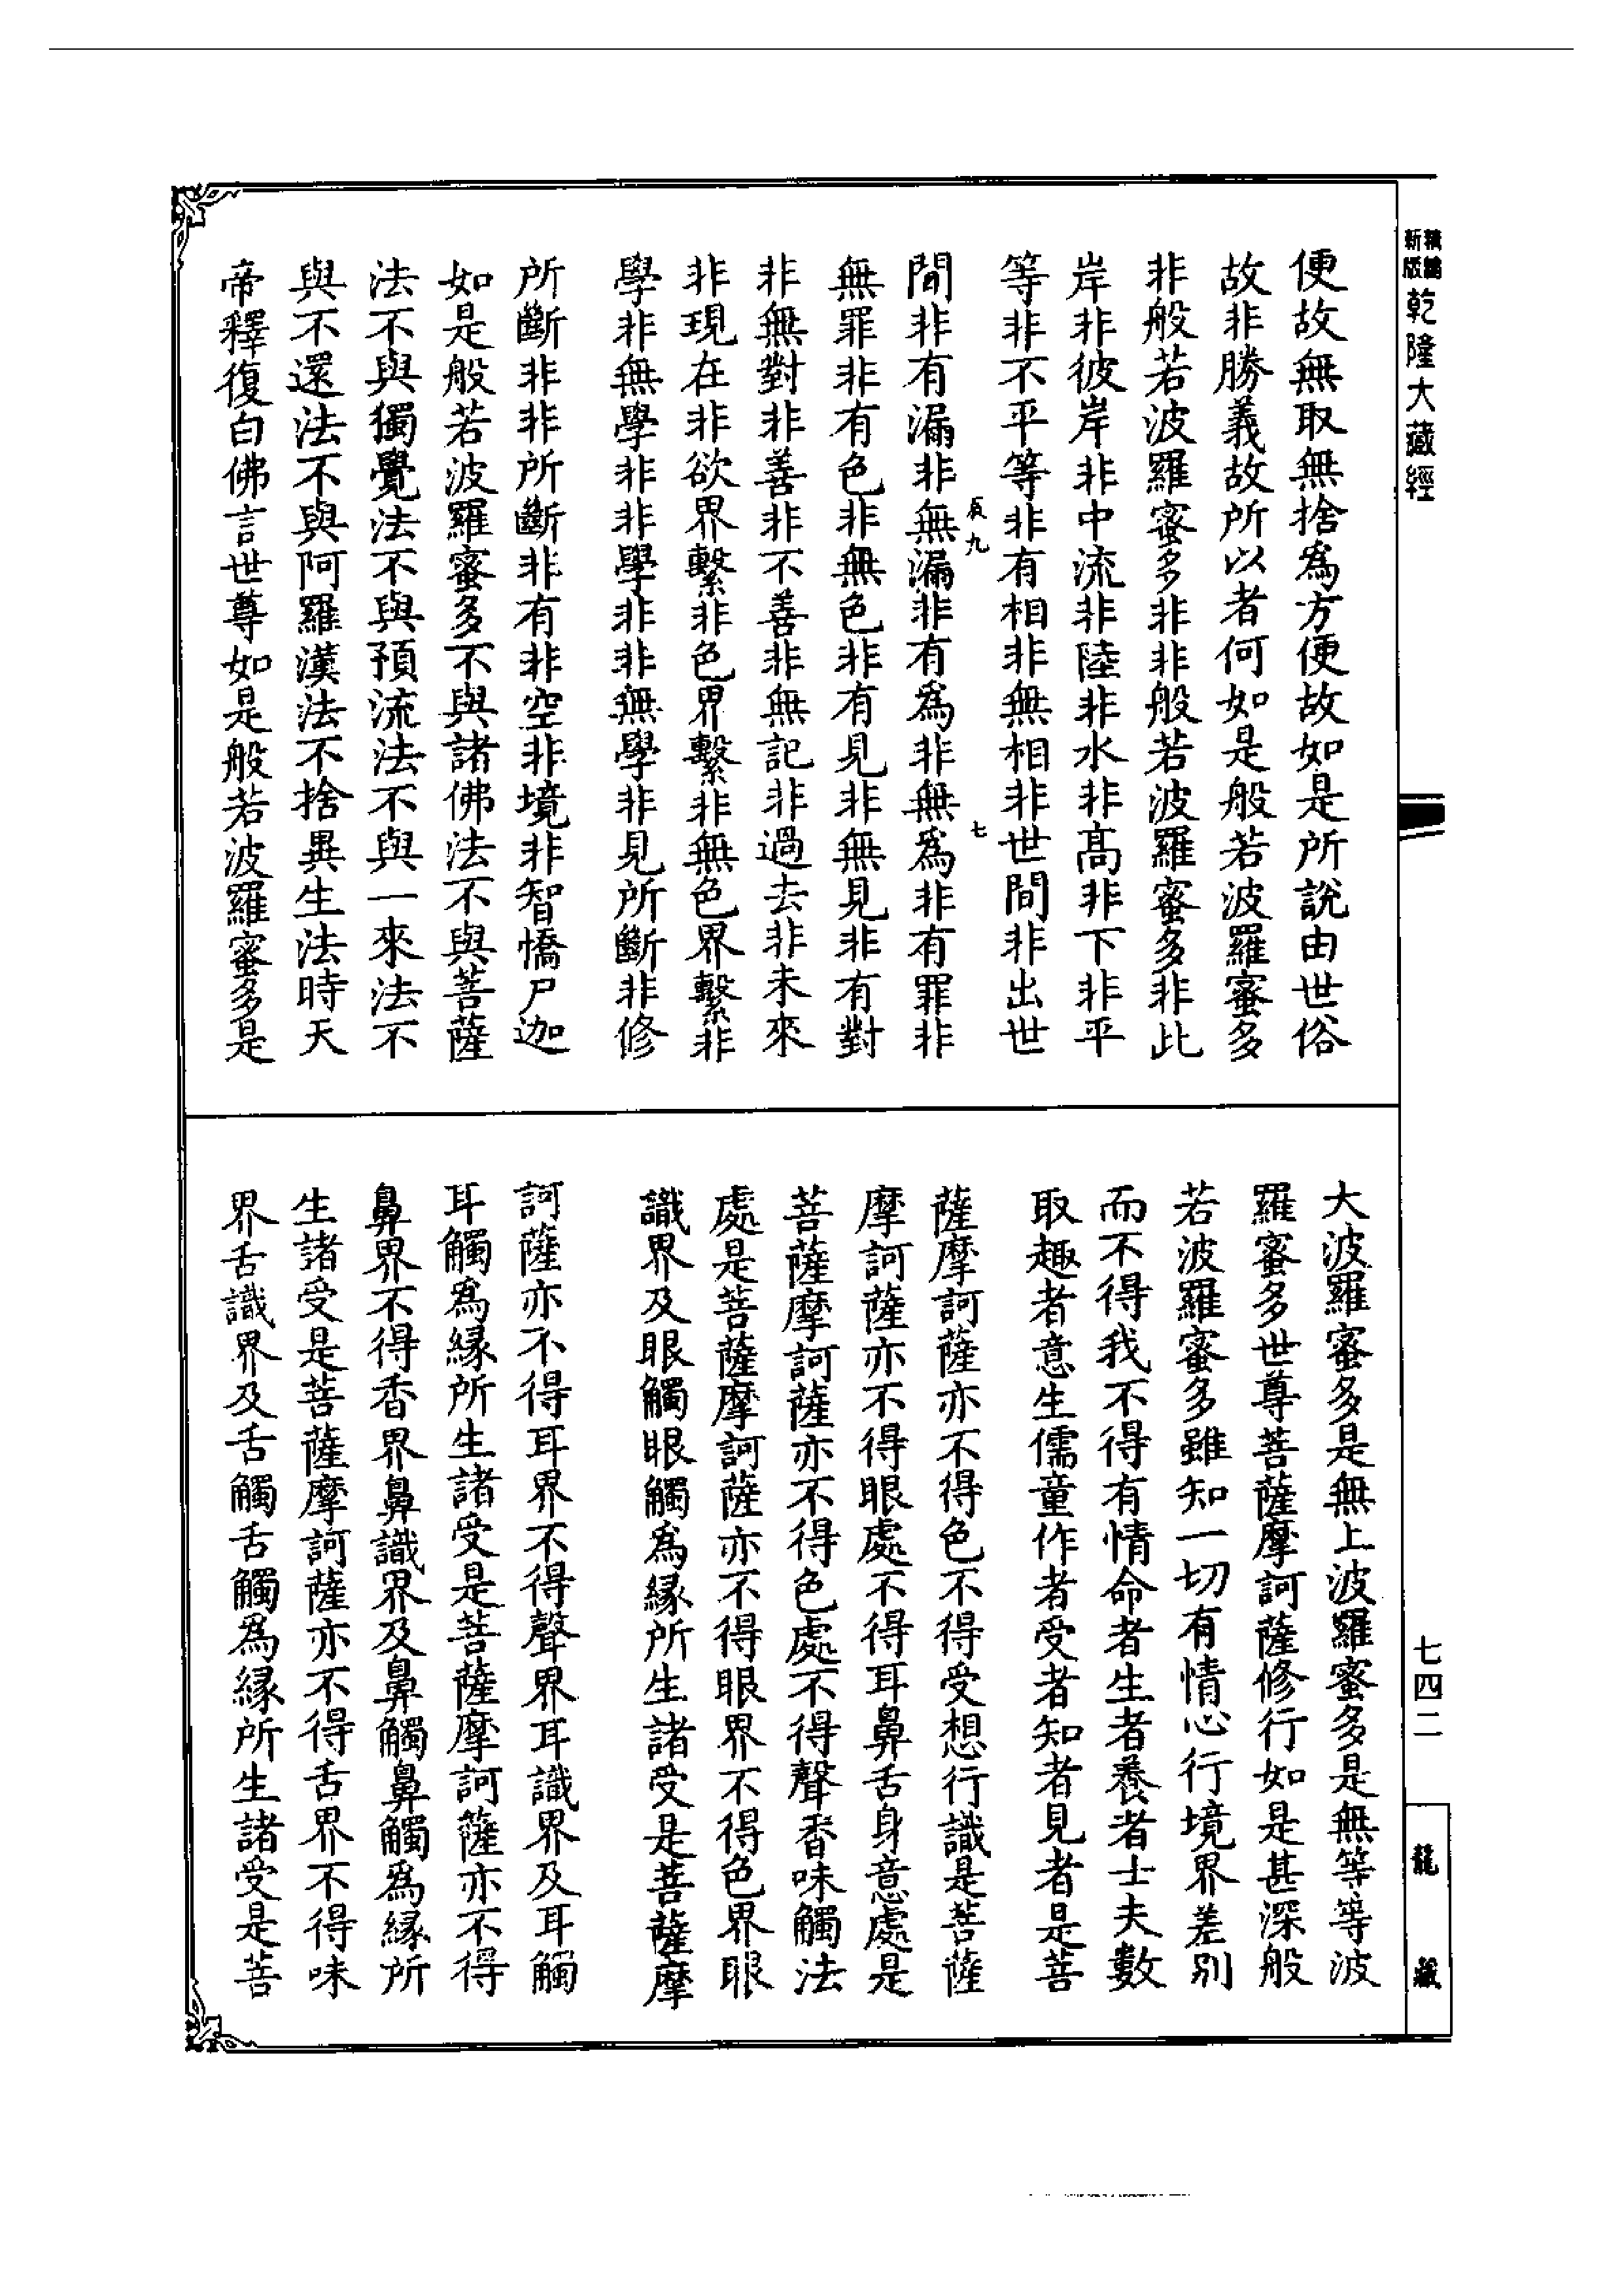 精編新版乾隆大藏經
便故無取無捨為方便故如是所說由世俗
故非勝義故所以者何如是般若波羅蜜多
非般若波羅蜜多非非般若波羅蜜多非此
岸非彼岸非中流非陸非水非高非下非平
等非不平等非有相非無相非世間非出世
七
間非有漏非無漏非有為非無為非有罪非
無罪非有色非無色非有見非無見非有對
非無對非善非不善非無記非過去非未來
非現在非欲界繫非色界繫非無色界繫非
學非無學非非學非非無學非見所斷非修
所斷非非所斷非有非空非境非智憍尸迦
如是般若波羅蜜多不與諸佛法不與菩薩
法不與獨覺法不與預流法不與一來法不
與不還法不與阿羅漢法不捨異生法時天
帝釋復白佛言世尊如是般若波羅蜜多是
大波羅蜜多是無上波羅蜜多是無等等波
羅蜜多世尊菩薩摩訶薩修行如是甚深般
若波羅蜜多雖知一切有情心行境界差別
而不得我不得有情命者生者養者士夫數
取趣者意生儒童作者受者知者見者是菩
薩摩訶薩亦不得色不得受想行識是菩薩
摩訶薩亦不得眼處不得耳鼻舌身意處是
菩薩摩訶薩亦不得色處不得聲香味觸法
處是菩薩摩訶薩亦不得眼界不得色界眼
識界及眼觸眼觸為緣所生諸受是菩薩摩
訶薩亦不得耳界不得聲界耳識界及耳觸
耳觸為緣所生諸受是菩薩摩訶薩亦不得
鼻界不得香界鼻識界及鼻觸鼻觸為緣所
生諸受是菩薩摩訶薩亦不得舌界不得味
界舌識界及舌觸舌觸為緣所生諸受是菩
七四二
龍藏